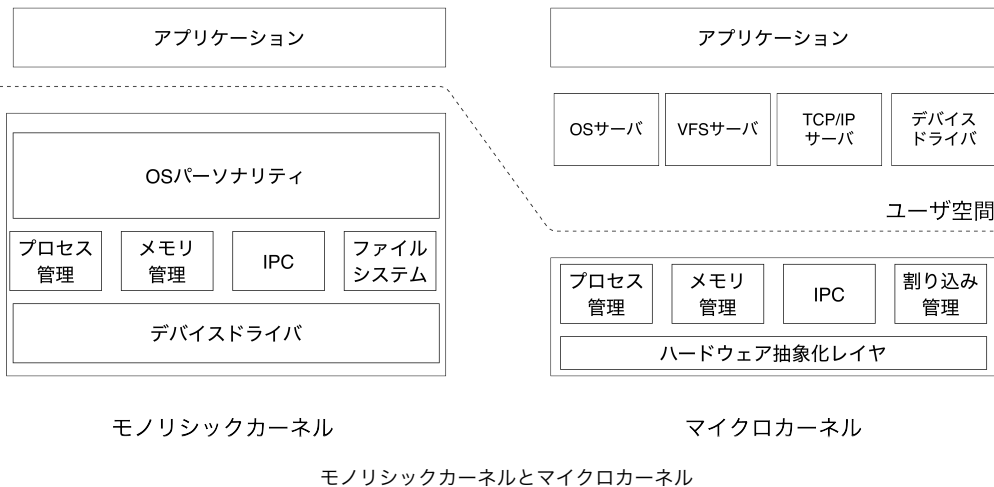 アプリケーション
OSパーソナリティ
プロセス
管理
メモリ
管理
IPC
ファイル
システム
デバイスドライバ
モノリシックカーネル
アプリケーション
OSサーバ
VFSサーバ
TCP/IP
サーバ
デバイス
ドライバ
ユーザ空間
プロセス
管理
メモリ
管理
IPC
割り込み
管理
ハードウェア抽象化レイヤ
マイクロカーネル
モノリシックカーネルとマイクロカーネル